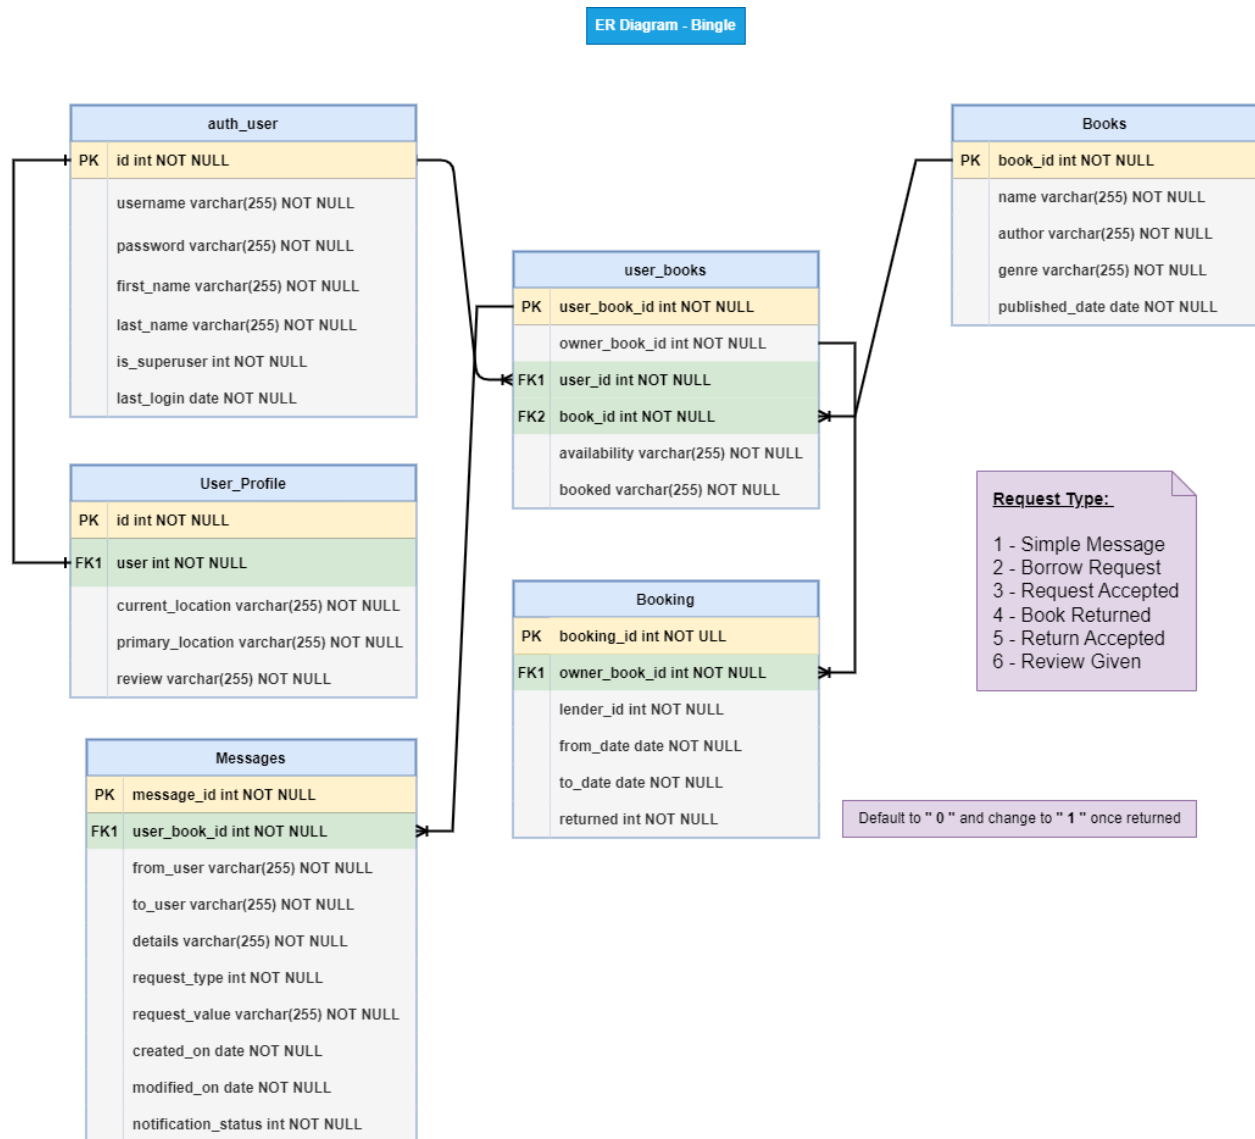 ER Diagram - Bingle
auth_user
PK id int NOT NULL
username varchar(255) NOT NULL
password varchar(255) NOT NULL
first_name varchar(255) NOT NULL
last_name varchar(255) NOT NULL
is_superuser int NOT NULL
last_login date NOT NULL
User_Profile
PK id int NOT NULL
FK1 user int NOT NULL
current_location varchar(255) NOT NULL
primary_location varchar(255) NOT NULL
review varchar(255) NOT NULL
Messages
PK message_id int NOT NULL
FK1 user_book_id int NOT NULL
from_user varchar(255) NOT NULL
to_user varchar(255) NOT NULL
details varchar(255) NOT NULL
request_type int NOT NULL
request_value varchar(255) NOT NULL
created_on date NOT NULL
modified_on date NOT NULL
notification_status int NOT NULL
user_books
PK user_book_id int NOT NULL
owner_book_id int NOT NULL
FK1 user_id int NOT NULL
FK2 book_id int NOT NULL
availability varchar(255) NOT NULL
booked varchar(255) NOT NULL
Booking
PK booking_id int NOT ULL
FK1 owner_book_id int NOT NULL
lender_id int NOT NULL
from_date date NOT NULL
to_date date NOT NULL
returned int NOT NULL
Books
PK book_id int NOT NULL
name varchar(255) NOT NULL
author varchar(255) NOT NULL
genre varchar(255) NOT NULL
published_date date NOT NULL
Request Type:
1 - Simple Message
2 - Borrow Request
3 - Request Accepted
4 - Book Returned
5 - Return Accepted
6 - Review Given
Default to " 0 " and change to " 1 " once returned